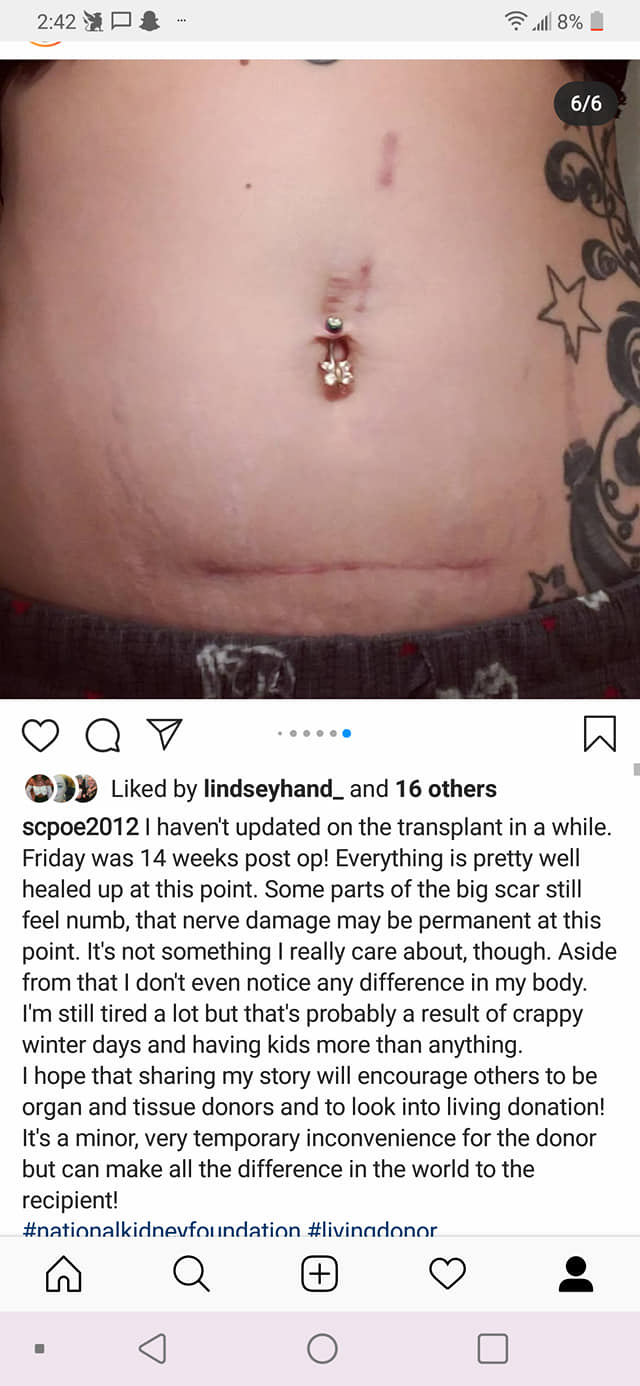 2:42
8%
6/6
Liked by lindseyhand_ and 16 others
scpoe2012 I haven't updated on the transplant in a while.
Friday was 14 weeks post op! Everything is pretty well
healed up at this point. Some parts of the big scar still
feel numb, that nerve damage may be permanent at this
point. It's not something I really care about, though. Aside
from that I don't even notice any difference in my body.
I'm still tired a lot but that's probably a result of crappy
winter days and having kids more than anything.
I hope that sharing my story will encourage others to be
organ and tissue donors and to look into living donation!
It's a minor, very temporary inconvenience for the donor
but can make all the difference in the world to the
recipient!
#nationalkidneyfoundation #livingdonor